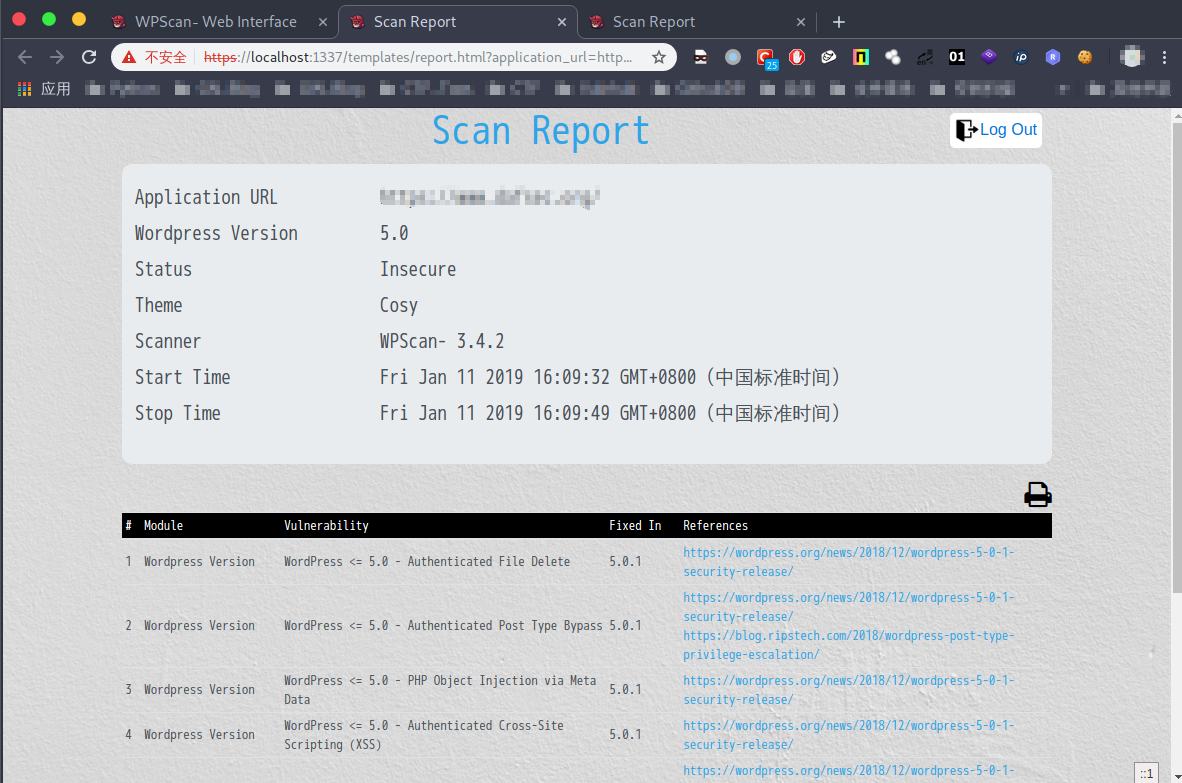 WPScan- Web Interface
Scan Report
Scan Report
不安全
https://localhost:1337/templates/report.html?application_url=http...
25
01
iP
R
应用
Scan Report
Log Out
Application URL
Wordpress Version 5.0
Status Insecure
Theme Cosy
Scanner WPScan- 3.4.2
Start Time Fri Jan 11 2019 16:09:32 GMT+0800 (中国标准时间)
Stop Time Fri Jan 11 2019 16:09:49 GMT+0800 (中国标准时间)
# Module Vulnerability Fixed In References
1 Wordpress Version WordPress <= 5.0 - Authenticated File Delete 5.0.1 https://wordpress.org/news/2018/12/wordpress-5-0-1-
security-release/
2 Wordpress Version WordPress <= 5.0 - Authenticated Post Type Bypass 5.0.1 https://wordpress.org/news/2018/12/wordpress-5-0-1-
security-release/
https://blog.ripstech.com/2018/wordpress-post-type-
privilege-escalation/
3 Wordpress Version WordPress <= 5.0 - PHP Object Injection via Meta
Data 5.0.1 https://wordpress.org/news/2018/12/wordpress-5-0-1-
security-release/
4 Wordpress Version WordPress <= 5.0 - Authenticated Cross-Site
Scripting (XSS) 5.0.1 https://wordpress.org/news/2018/12/wordpress-5-0-1-
security-release/
https://wordpress.org/news/2018/12/wordpress-5-0-1-
::1